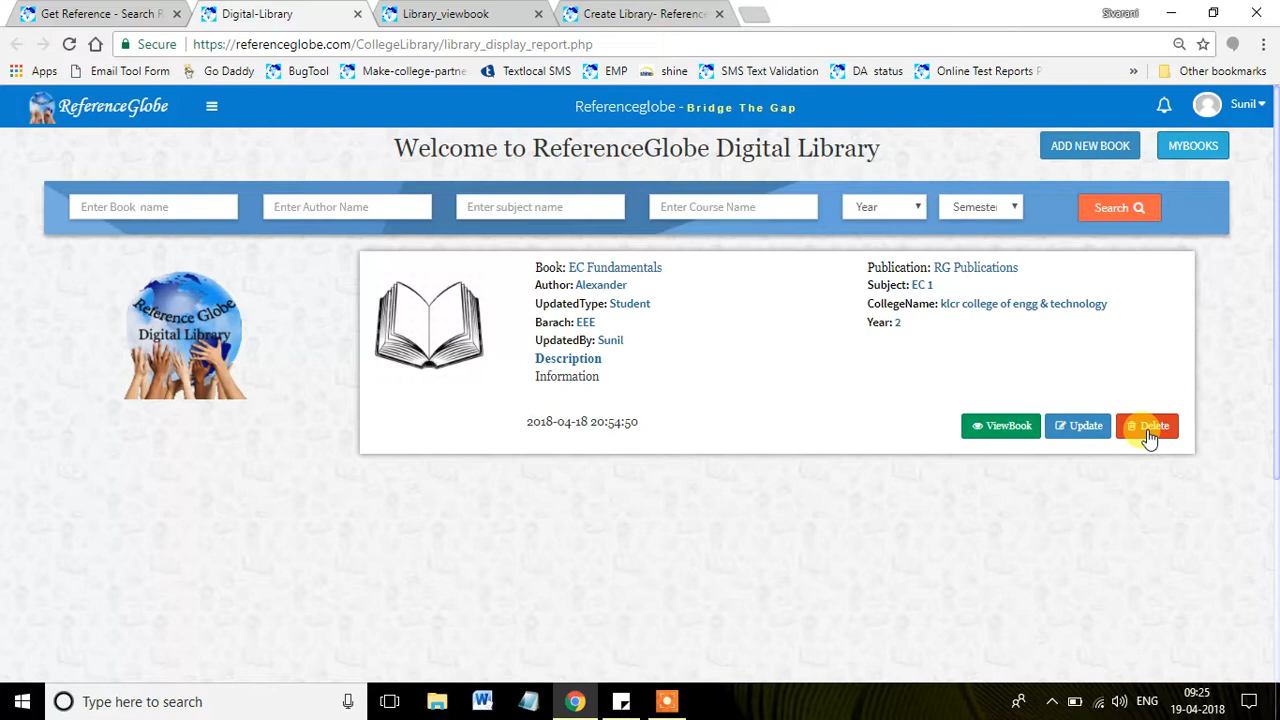 Get Reference - Search R
Digital-Library
Library_viewbook
Create Library- Reference
Sivarani
Secure
https://referenceglobe.com/CollegeLibrary/library_display_report.php
Apps
Email Tool Form
Go Daddy
BugTool
Make-college-partne
Textlocal SMS
EMP
shine
SMS Text Validation
DA status
Online Test Reports
Other bookmarks
ReferenceGlobe
Referenceglobe - Bridge The Gap
Sunil
Welcome to ReferenceGlobe Digital Library
ADD NEW BOOK
MYBOOKS
Enter Book name
Enter Author Name
Enter subject name
Enter Course Name
Year
Semeste
Search
Reference Globe
Digital Library
Book: EC Fundamentals
Author: Alexander
UpdatedType: Student
Barach: EEE
UpdatedBy: Sunil
Description
Information
Publication: RG Publications
Subject: EC 1
CollegeName: klcr college of engg & technology
Year: 2
2018-04-18 20:54:50
ViewBook
Update
Delete
Type here to search
ENG
09:25
19-04-2018